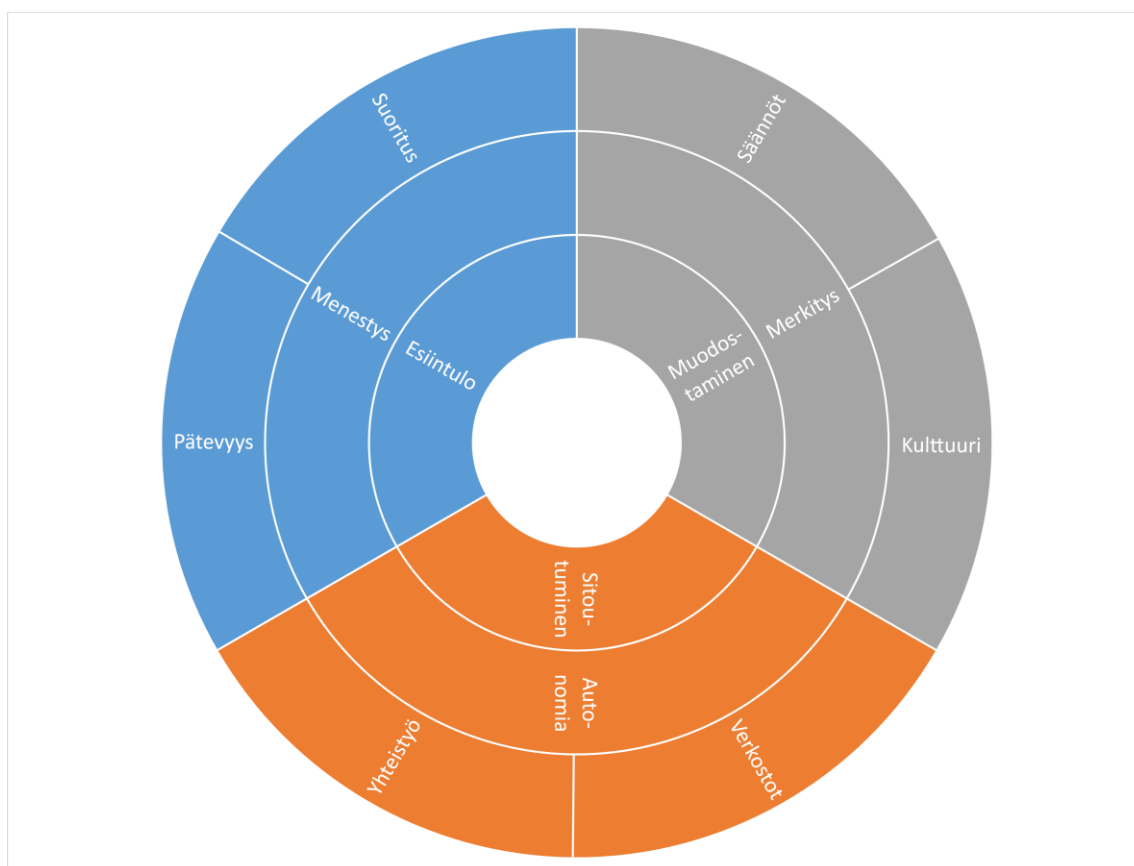 Suoritus
Säännöt
Menestys
Merkitys
Esiintulo
Muodos-
taminen
Pätevyys
Kulttuuri
Sitou-
tuminen
Auto-
nomia
Yhteistyö
Verkostot